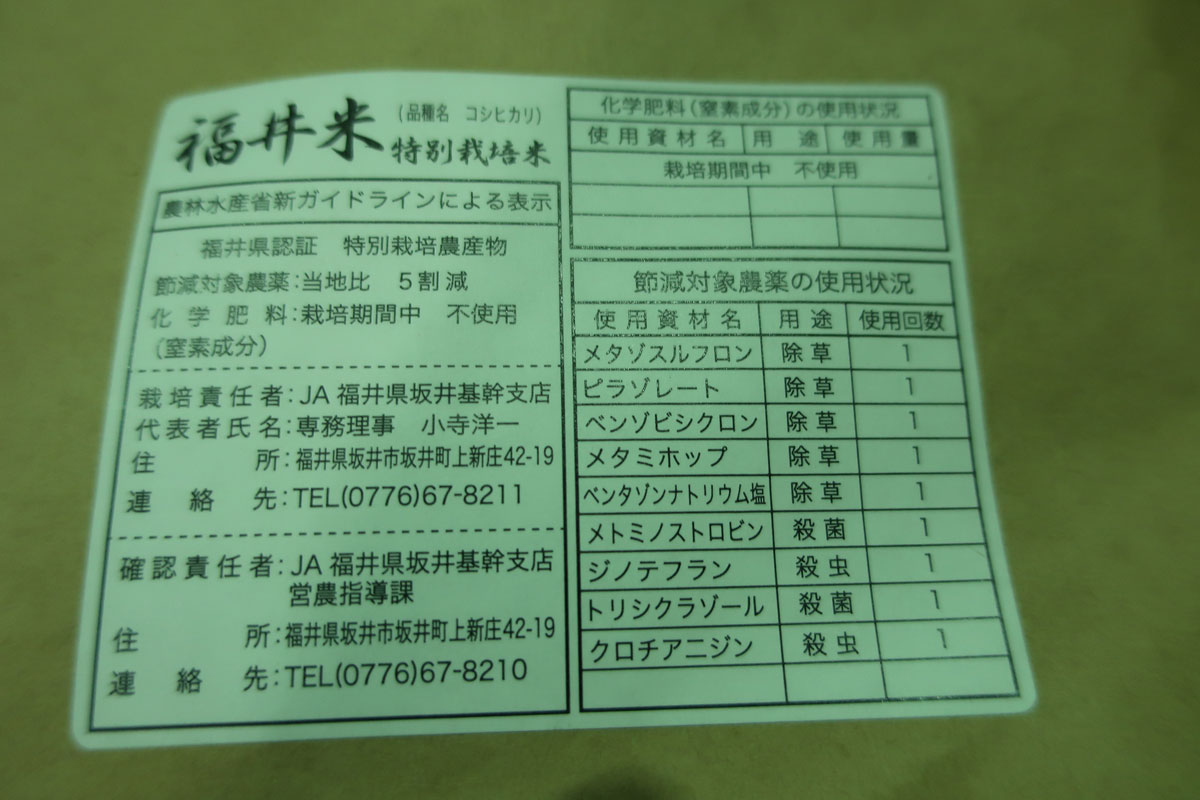 福井米
(品種名 コシヒカリ)
特別栽培米
農林水産省新ガイドラインによる表示
福井県認証 特別栽培農産物
節減対象農薬:当地比 5割減
化学肥料:栽培期間中 不使用
(窒素成分)
栽培責任者:JA福井県坂井基幹支店
代表者氏名:専務理事 小寺洋一
住所:福井県坂井市坂井町上新庄42-19
連絡先:TEL(0776)67-8211
確認責任者:JA福井県坂井基幹支店
営農指導課
住所:福井県坂井市坂井町上新庄42-19
連絡先:TEL(0776)67-8210
化学肥料(窒素成分)の使用状況
使用資材名 用途 使用量
栽培期間中 不使用
節減対象農薬の使用状況
使用資材名 用途 使用回数
メタゾスルフロン 除草 1
ピラゾレート 除草 1
ベンゾビシクロン 除草 1
メタミホップ 除草 1
ベンタゾンナトリウム塩 除草 1
メトミノストロビン 殺菌 1
ジノテフラン 殺虫 1
トリシクラゾール 殺菌 1
クロチアニジン 殺虫 1